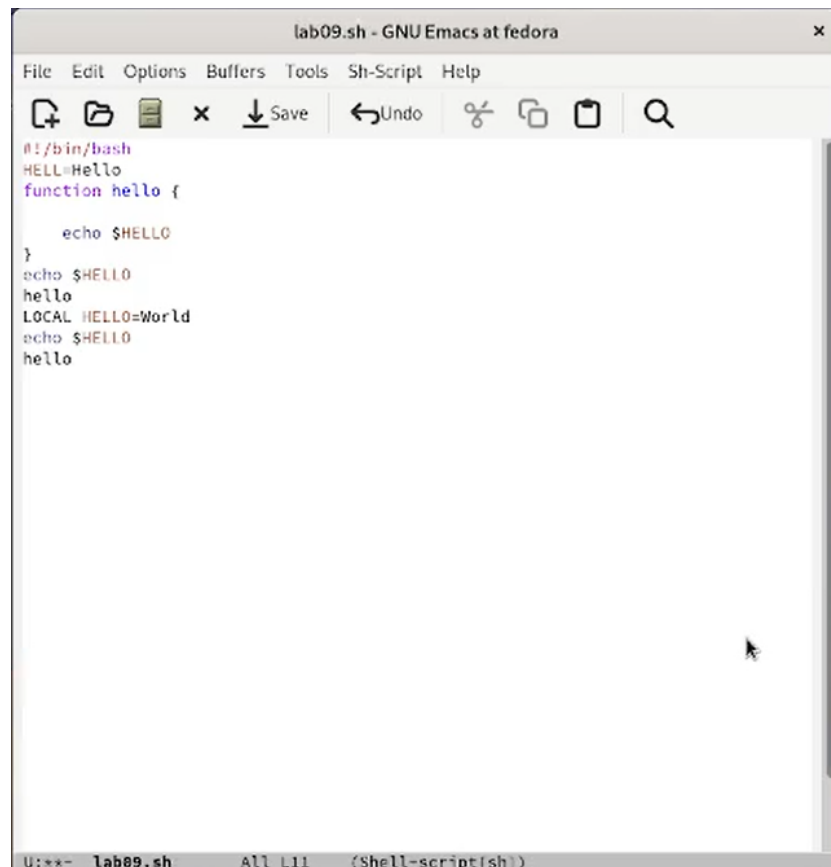 lab09.sh - GNU Emacs at fedora
File Edit Options Buffers Tools Sh-Script Help
Save Undo
#!/bin/bash
HELL=Hello
function hello {
    echo $HELLO
}
echo $HELLO
hello
LOCAL HELLO=World
echo $HELLO
hello
U:**- lab09.sh All L11 (Shell-script[sh])